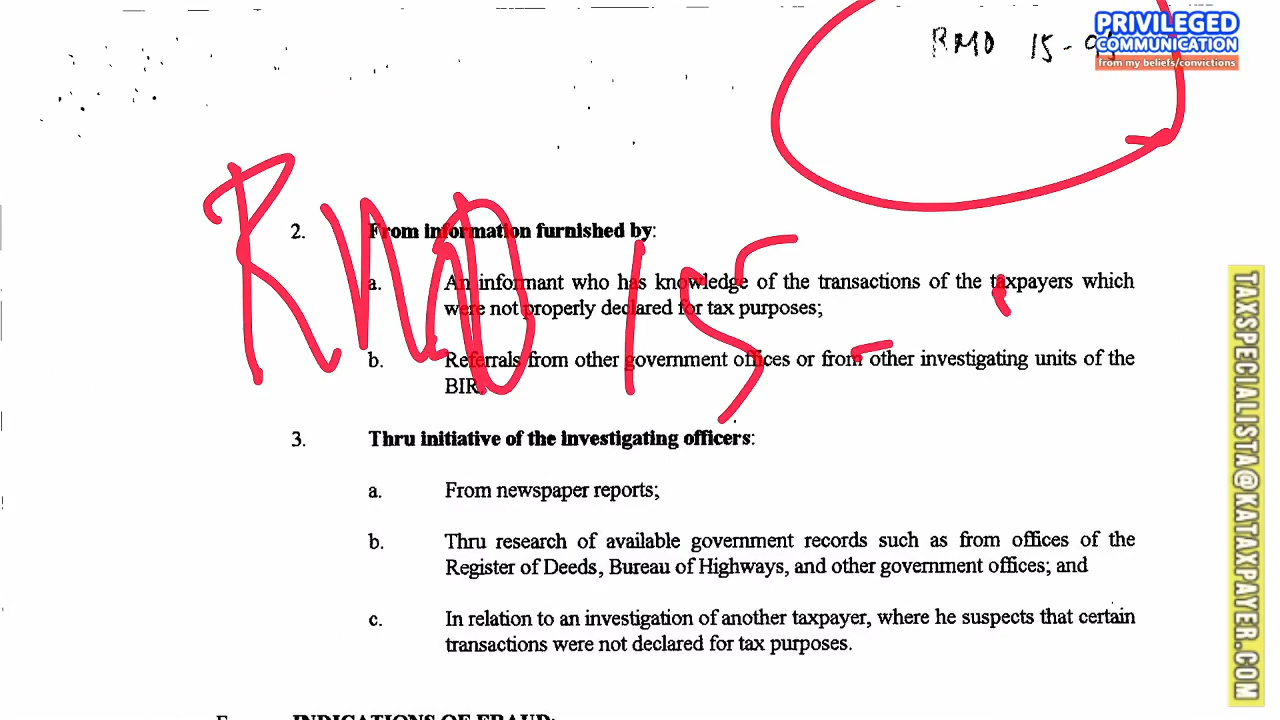 PRIVILEGED
COMMUNICATION
from my beliefs/convictions
RMO 15-
RMO 15 -
2. From information furnished by:
a. An informant who has knowledge of the transactions of the taxpayers which
were not properly declared for tax purposes;
b. Referrals from other government offices or from other investigating units of the
BIR.
3. Thru initiative of the investigating officers:
a. From newspaper reports;
b. Thru research of available government records such as from offices of the
Register of Deeds, Bureau of Highways, and other government offices; and
c. In relation to an investigation of another taxpayer, where he suspects that certain
transactions were not declared for tax purposes.
INDICATIONS OF FRAUD:
TAXSPECIALISTA@KATAXPAYER.COM